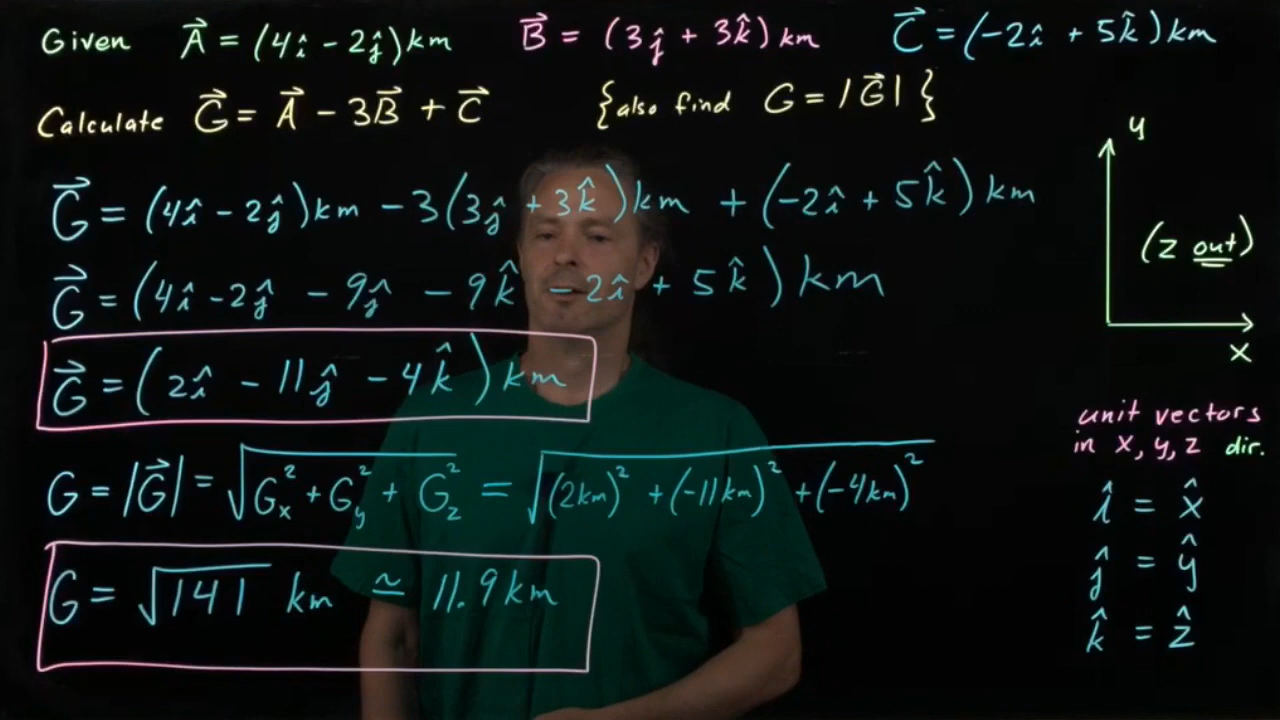 Given A⃗ = (4î - 2ĵ) km B⃗ = (3ĵ + 3k̂) km C⃗ = (-2î + 5k̂) km
Calculate G⃗ = A⃗ - 3B⃗ + C⃗ {also find G = |G⃗|}
y
G⃗ = (4î - 2ĵ) km - 3(3ĵ + 3k̂) km + (-2î + 5k̂) km
(z out)
G⃗ = (4î - 2ĵ - 9ĵ - 9k̂ - 2î + 5k̂) km
x
G⃗ = (2î - 11ĵ - 4k̂) km
unit vectors
in x, y, z dir.
G = |G⃗| = √(Gₓ² + G_y² + G_z²) = √((2km)² + (-11km)² + (-4km)²)
î = x̂
ĵ = ŷ
G = √141 km ≃ 11.9 km
k̂ = ẑ